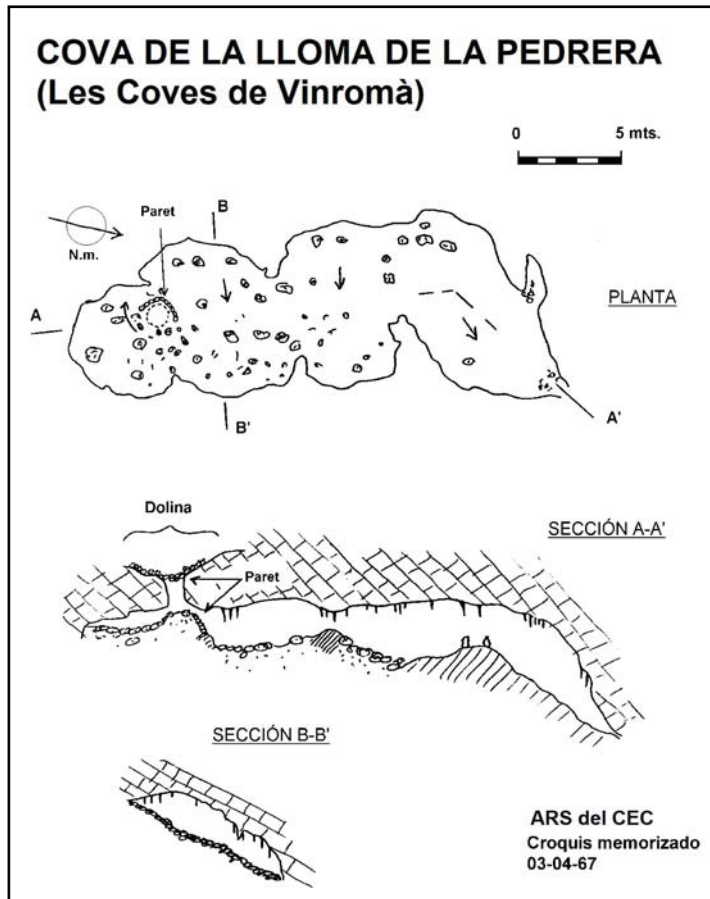 COVA DE LA LLOMA DE LA PEDRERA
(Les Coves de Vinromà)
0 5 mts.
B
Paret
N.m.
PLANTA
A
A'
B'
Dolina
SECCIÓN A-A'
Paret
SECCIÓN B-B'
ARS del CEC
Croquis memorizado
03-04-67